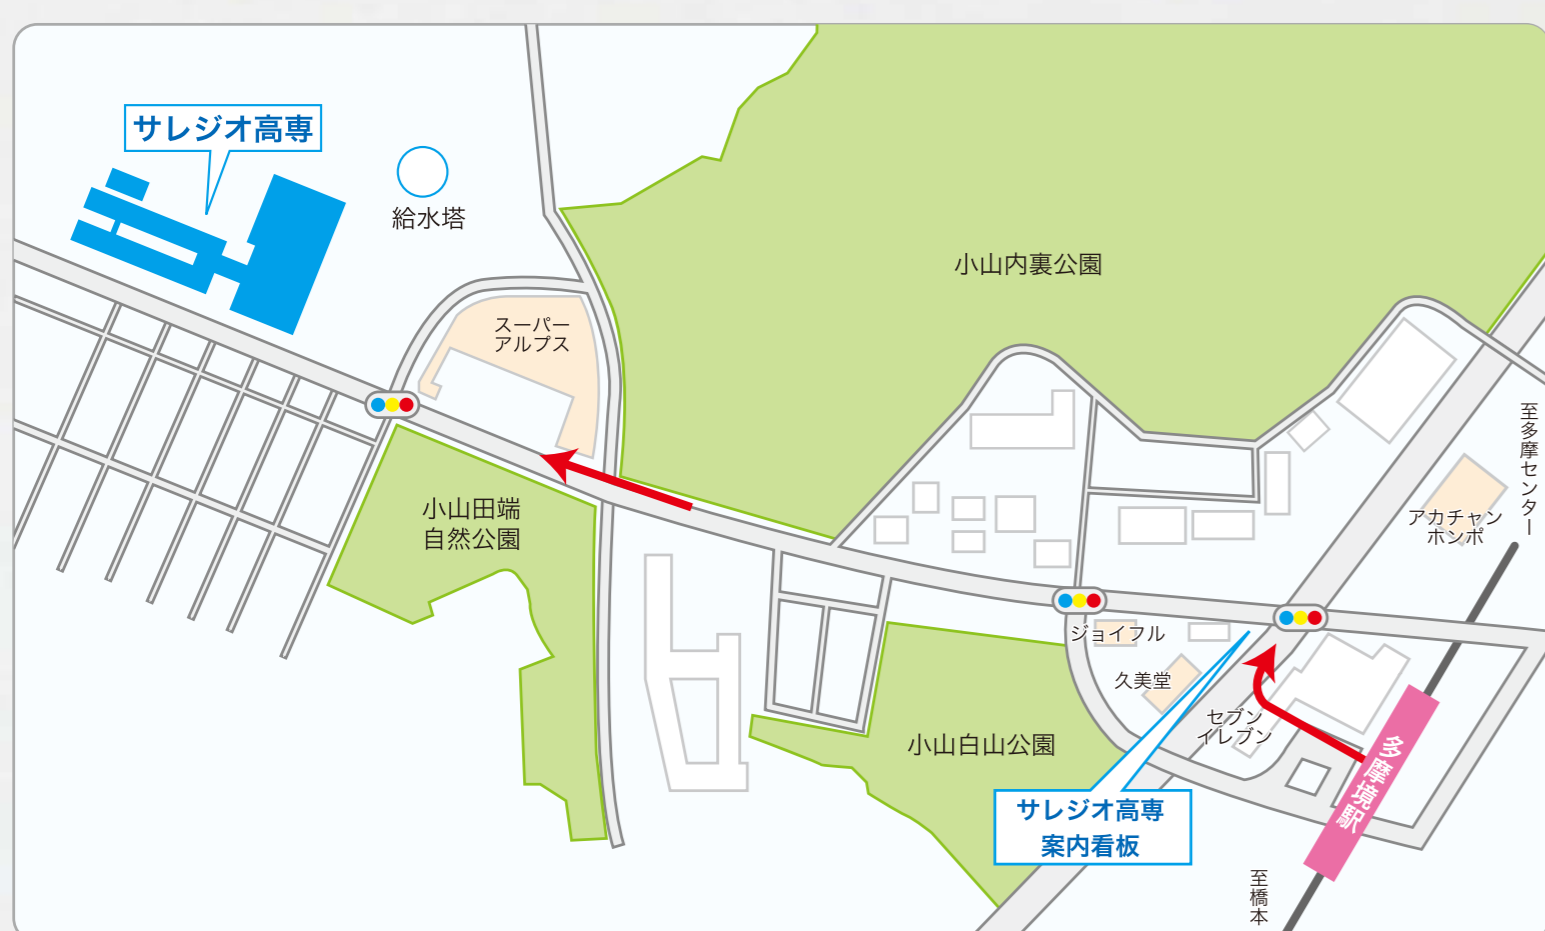 サレジオ高専
給水塔
小山内裏公園
スーパー
アルプス
至多摩センター
小山田端
自然公園
アカチャン
ホンポ
ジョイフル
久美堂
セブン
イレブン
小山白山公園
多摩境駅
サレジオ高専
案内看板
至橋本